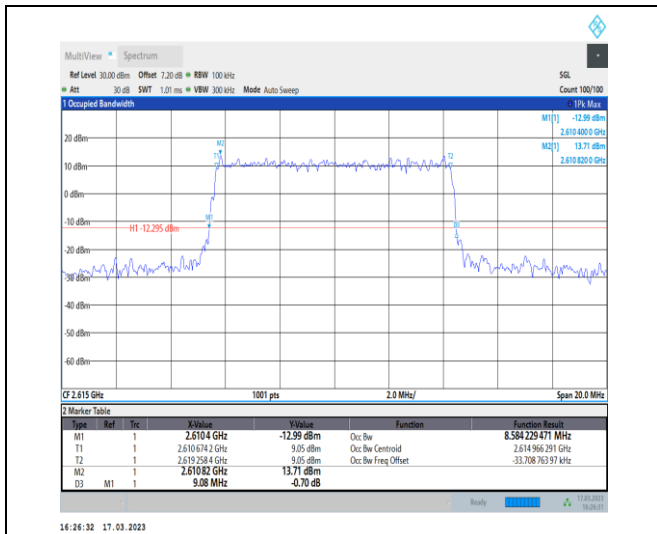 MultiView Spectrum
Ref Level 30.00 dBm Offset 7.20 dB RBW 100 kHz SGL
Att 30 dB SWT 1.01 ms VBW 300 kHz Mode Auto Sweep Count 100/100
1 Occupied Bandwidth 1Pk Max
M1[1] -12.99 dBm
2.610 400 0 GHz
M2[1] 13.71 dBm
2.610 820 0 GHz
20 dBm
M2
T1
T2
10 dBm
0 dBm
-10 dBm
M1
D3
H1 -12.295 dBm
-20 dBm
-30 dBm
-40 dBm
-50 dBm
-60 dBm
CF 2.615 GHz 1001 pts 2.0 MHz/ Span 20.0 MHz
2 Marker Table
Type Ref Trc X-Value Y-Value Function Function Result
M1 1 2.6104 GHz -12.99 dBm Occ Bw 8.584 229 471 MHz
T1 1 2.610 674 2 GHz 9.05 dBm Occ Bw Centroid 2.614 966 291 GHz
T2 1 2.619 258 4 GHz 9.05 dBm Occ Bw Freq Offset -33.708 763 97 kHz
M2 1 2.61082 GHz 13.71 dBm
D3 M1 1 9.08 MHz -0.70 dB
Ready 17.03.2023
16:26:31
16:26:32 17.03.2023